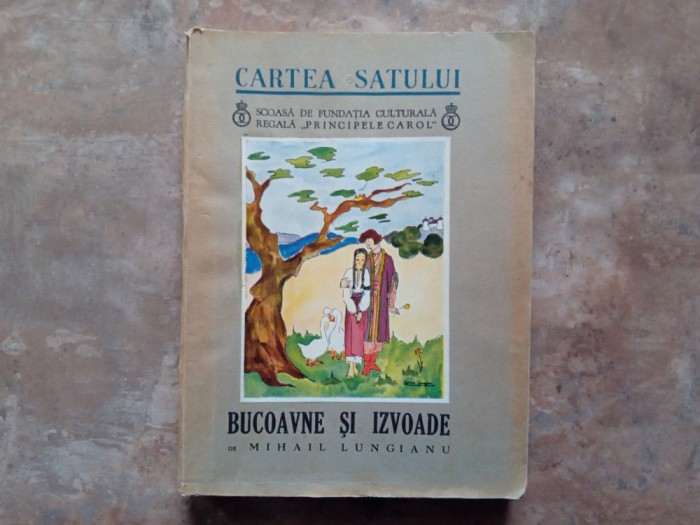 CARTEA SATULUI
SCOASĂ DE FUNDAȚIA CULTURALĂ
REGALĂ „PRINCIPELE CAROL"
BUCOAVNE ȘI IZVOADE
DE MIHAIL LUNGIANU